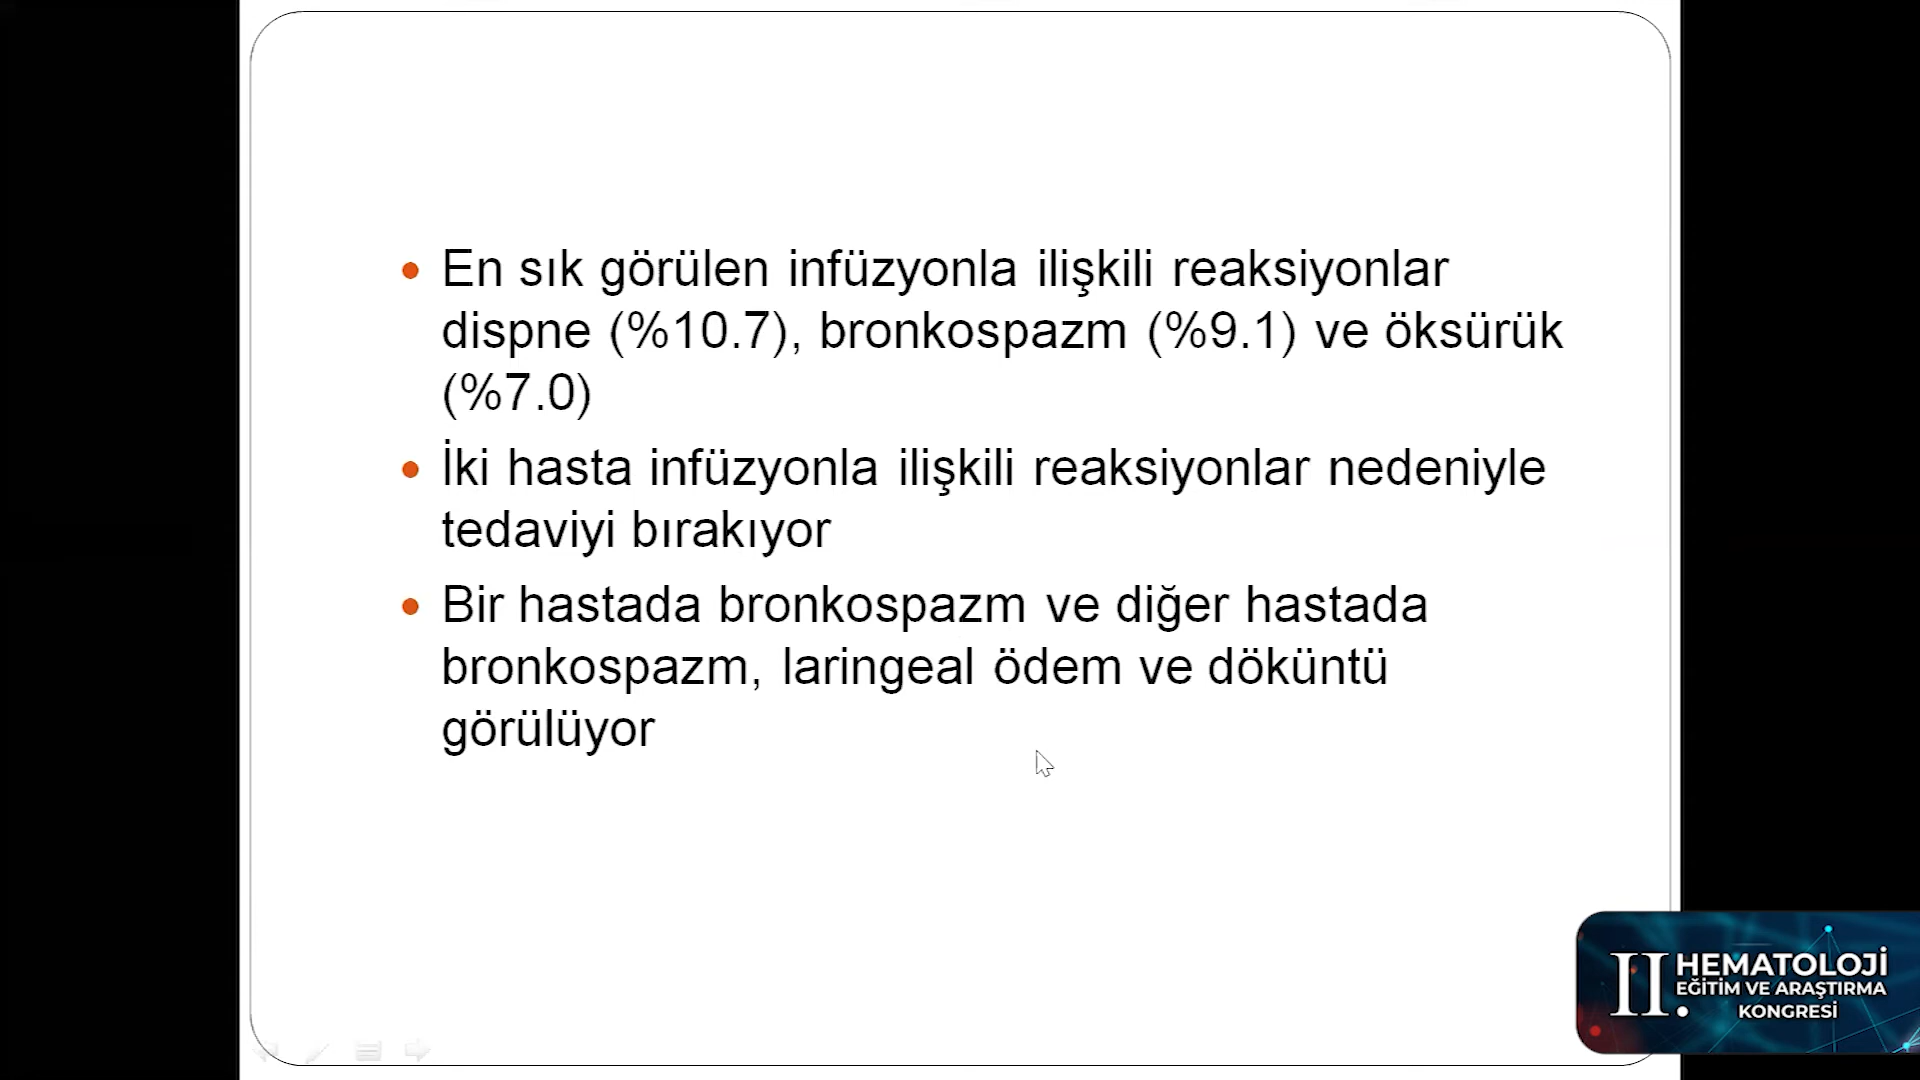 En sık görülen infüzyonla ilişkili reaksiyonlar
dispne (%10.7), bronkospazm (%9.1) ve öksürük
(%7.0)
İki hasta infüzyonla ilişkili reaksiyonlar nedeniyle
tedaviyi bırakıyor
Bir hastada bronkospazm ve diğer hastada
bronkospazm, laringeal ödem ve döküntü
görülüyor
II. HEMATOLOJİ
EĞİTİM VE ARAŞTIRMA
KONGRESİ